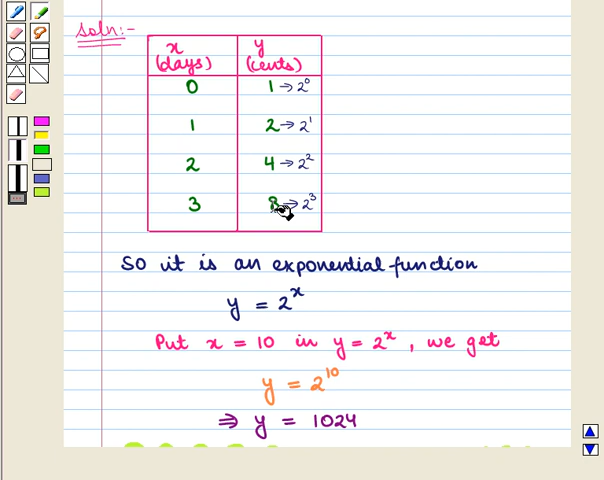 Soln:-
x (days) y (cents)
0 1 → 2⁰
1 2 → 2¹
2 4 → 2²
3 8 → 2³
So it is an exponential function
y = 2ˣ
Put x = 10 in y = 2ˣ, we get
y = 2¹⁰
⇒ y = 1024